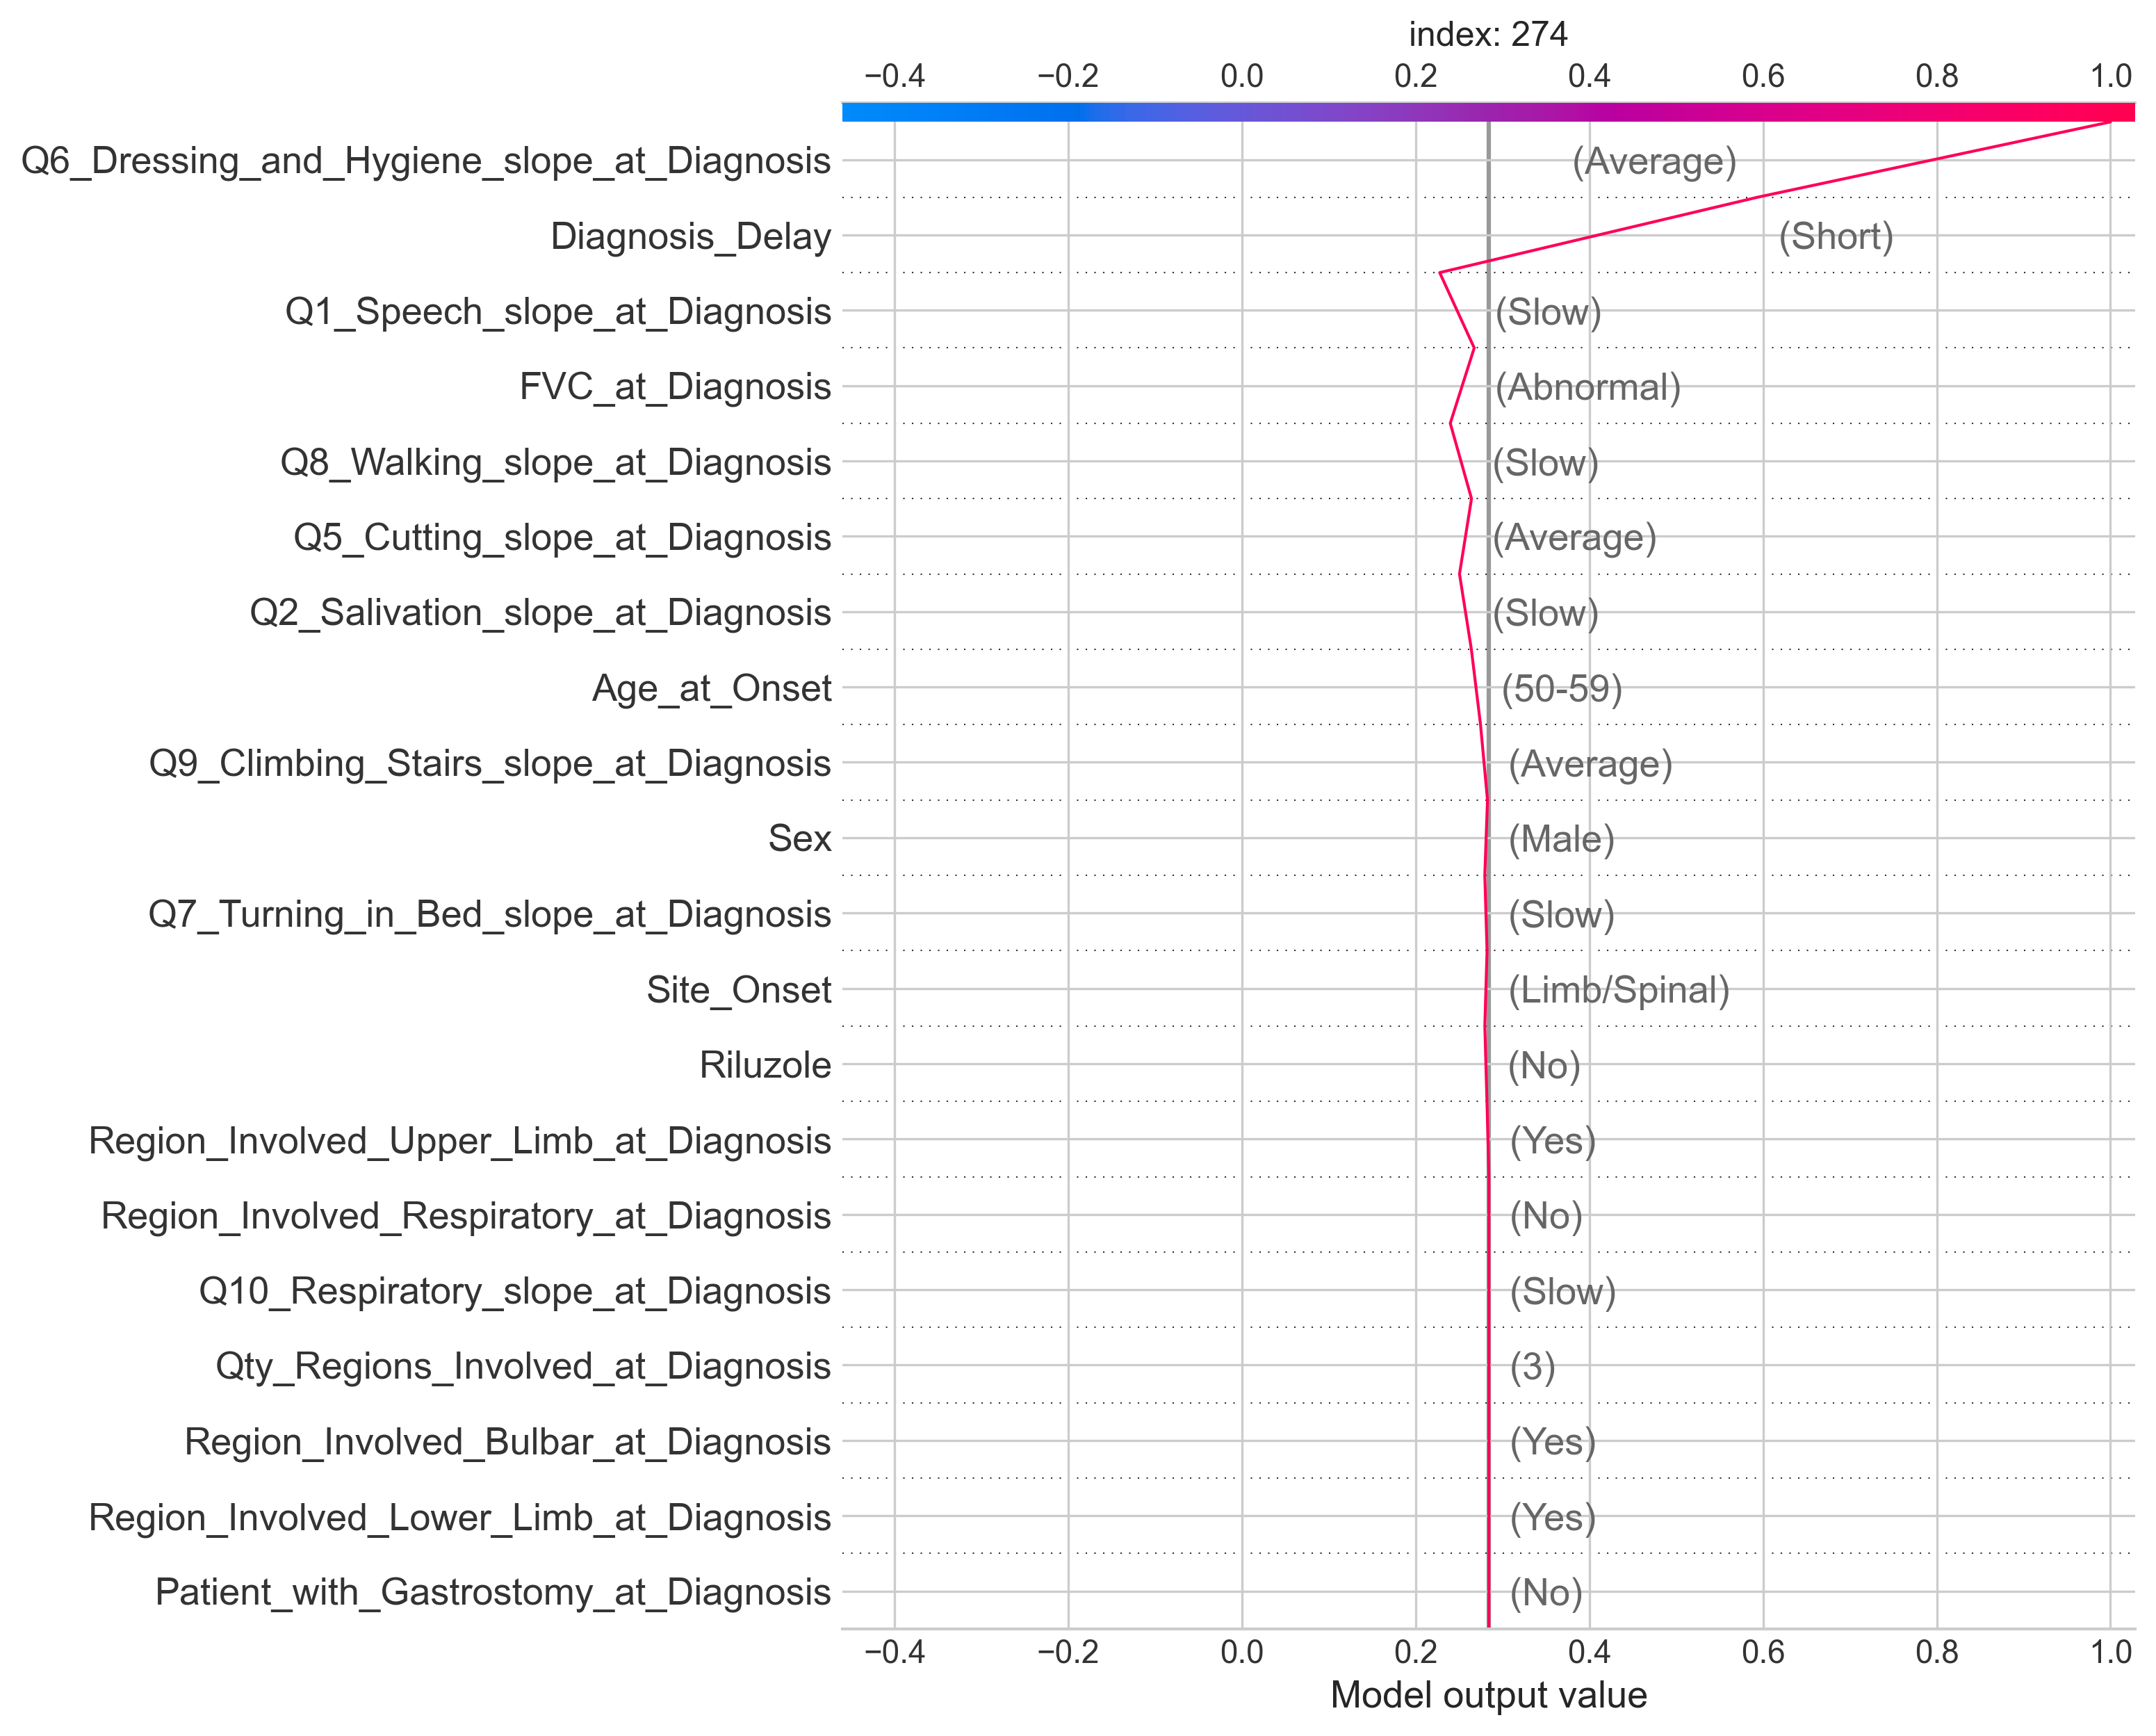 index: 274
−0.4 −0.2 0.0 0.2 0.4 0.6 0.8 1.0
Q6_Dressing_and_Hygiene_slope_at_Diagnosis (Average)
Diagnosis_Delay (Short)
Q1_Speech_slope_at_Diagnosis (Slow)
FVC_at_Diagnosis (Abnormal)
Q8_Walking_slope_at_Diagnosis (Slow)
Q5_Cutting_slope_at_Diagnosis (Average)
Q2_Salivation_slope_at_Diagnosis (Slow)
Age_at_Onset (50-59)
Q9_Climbing_Stairs_slope_at_Diagnosis (Average)
Sex (Male)
Q7_Turning_in_Bed_slope_at_Diagnosis (Slow)
Site_Onset (Limb/Spinal)
Riluzole (No)
Region_Involved_Upper_Limb_at_Diagnosis (Yes)
Region_Involved_Respiratory_at_Diagnosis (No)
Q10_Respiratory_slope_at_Diagnosis (Slow)
Qty_Regions_Involved_at_Diagnosis (3)
Region_Involved_Bulbar_at_Diagnosis (Yes)
Region_Involved_Lower_Limb_at_Diagnosis (Yes)
Patient_with_Gastrostomy_at_Diagnosis (No)
−0.4 −0.2 0.0 0.2 0.4 0.6 0.8 1.0
Model output value